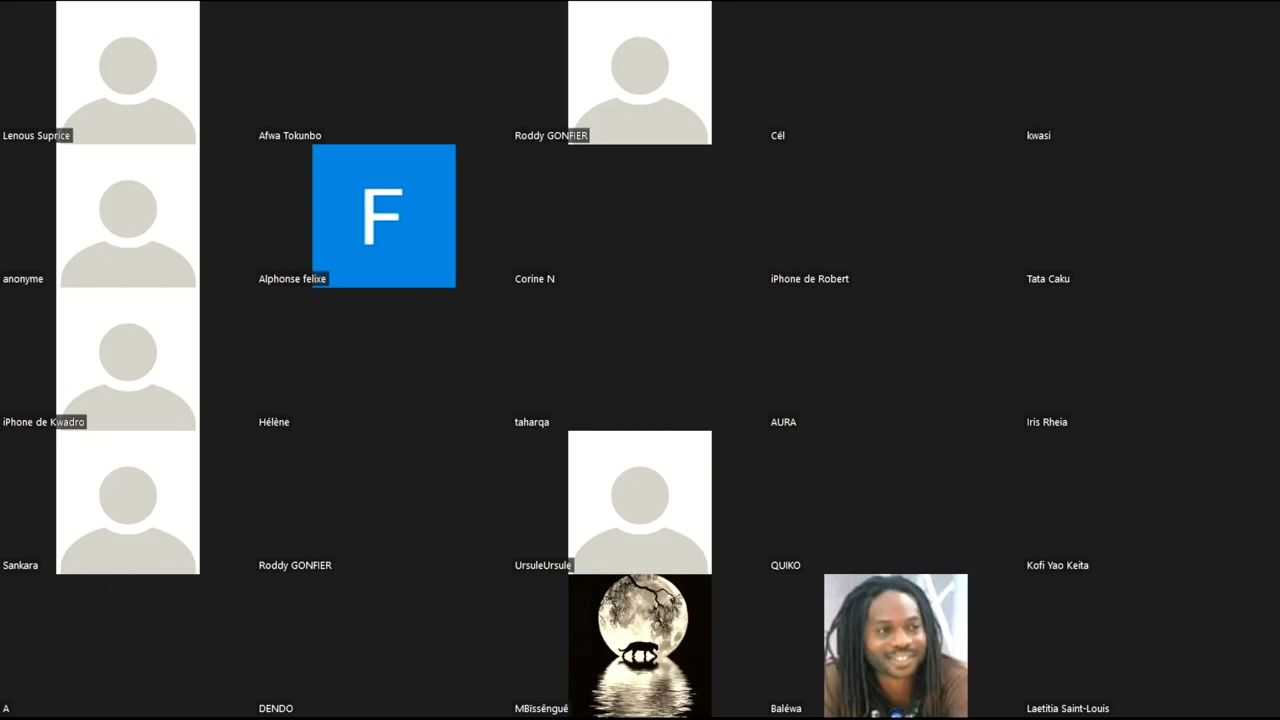 Lenous Suprice
Afwa Tokunbo
Roddy GONFIER
Cél
kwasi
anonyme
F
Alphonse felixe
Corine N
iPhone de Robert
Tata Caku
iPhone de Kwadro
Hélène
taharqa
AURA
Iris Rheia
Sankara
Roddy GONFIER
UrsuleUrsule
QUIKO
Kofi Yao Keita
A
DENDO
MBïssênguê
Baléwa
Laetitia Saint-Louis